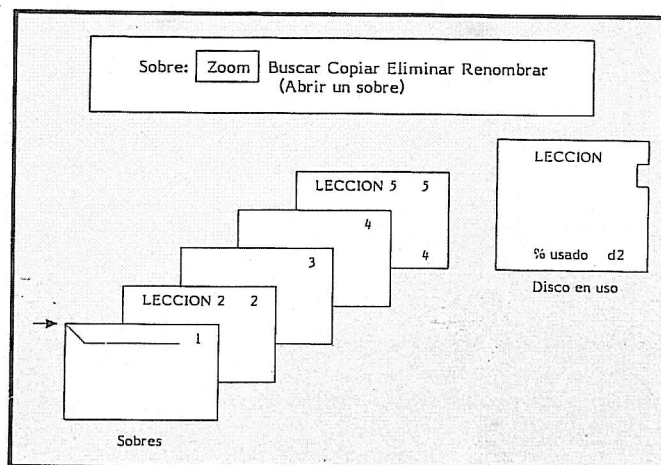 Sobre: Zoom Buscar Copiar Eliminar Renombrar
(Abrir un sobre)
LECCION
% usado d2
Disco en uso
LECCION 5 5
4
4
3
LECCION 2 2
1
Sobres